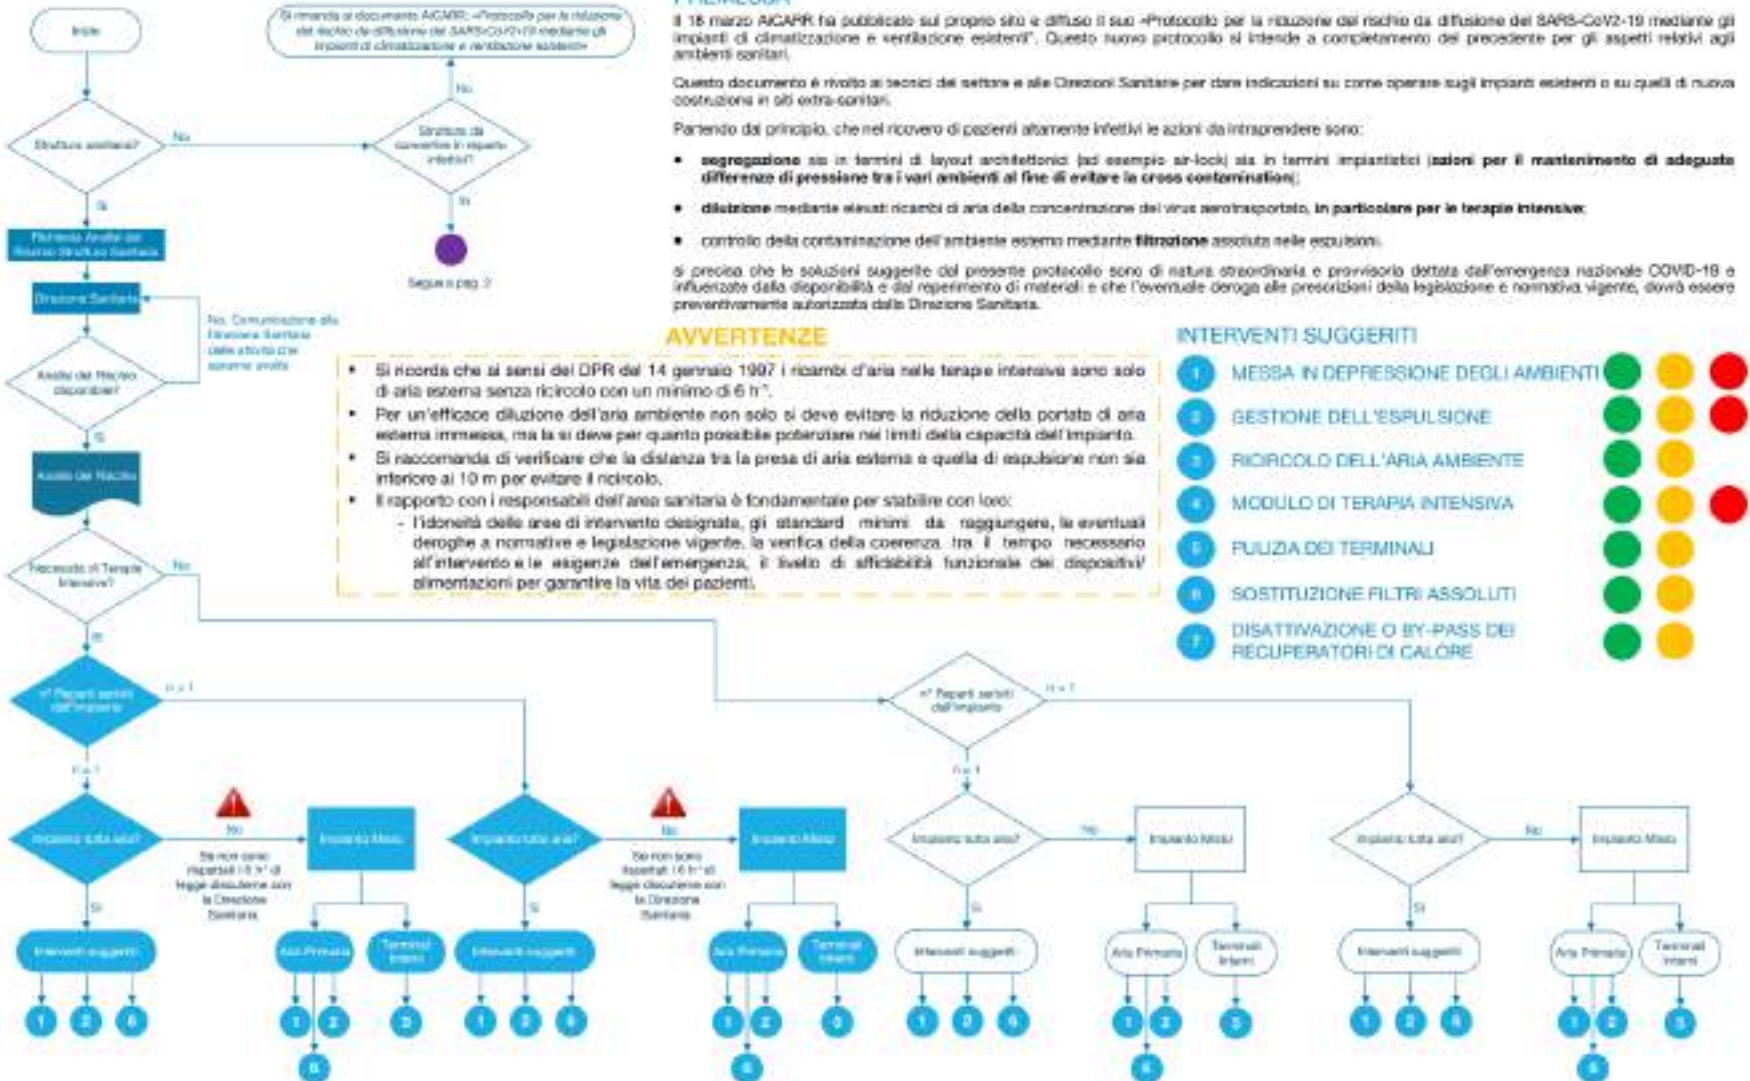 Inizio
Si rimanda al documento AiCARR: «Protocollo per la riduzione
del rischio da diffusione del SARS-CoV2-19 mediante gli
impianti di climatizzazione e ventilazione esistenti»
PREMESSA
Il 18 marzo AiCARR ha pubblicato sul proprio sito e diffuso il suo «Protocollo per la riduzione del rischio da diffusione del SARS-CoV2-19 mediante gli
impianti di climatizzazione e ventilazione esistenti". Questo nuovo protocollo si intende a completamento del precedente per gli aspetti relativi agli
ambienti sanitari.
Questo documento è rivolto ai tecnici del settore e alle Direzioni Sanitarie per dare indicazioni su come operare sugli impianti esistenti o su quelli di nuova
costruzione in siti extra-sanitari.
Partendo dal principio, che nel ricovero di pazienti altamente infettivi le azioni da intraprendere sono:
• segregazione sia in termini di layout architettonici (ad esempio air-lock) sia in termini impiantistici (azioni per il mantenimento di adeguate
differenze di pressione tra i vari ambienti al fine di evitare la cross contamination);
• diluizione mediante elevati ricambi di aria della concentrazione del virus aerotrasportato, in particolare per le terapie intensive;
• controllo della contaminazione dell'ambiente esterno mediante filtrazione assoluta nelle espulsioni.
si precisa che le soluzioni suggerite dal presente protocollo sono di natura straordinaria e provvisoria dettata dall'emergenza nazionale COVID-19 e
influenzate dalla disponibilità e dal reperimento di materiali e che l'eventuale deroga alle prescrizioni della legislazione e normativa vigente, dovrà essere
preventivamente autorizzata dalla Direzione Sanitaria.
Struttura sanitaria?
No
No
Struttura da
convertire in reparto
infettivi?
Si
Si
Segue a pag. 2
Richiesta Analisi del
Rischio Struttura Sanitaria
Direzione Sanitaria
No, Comunicazione alla
Direzione Sanitaria
delle attività che
saranno svolte
Analisi del Rischio
disponibile?
Si
Analisi del Rischio
Necessità di Terapie
Intensive?
No
Si
AVVERTENZE
• Si ricorda che ai sensi del DPR del 14 gennaio 1997 i ricambi d'aria nelle terapie intensive sono solo
di aria esterna senza ricircolo con un minimo di 6 h⁻¹.
• Per un'efficace diluizione dell'aria ambiente non solo si deve evitare la riduzione della portata di aria
esterna immessa, ma la si deve per quanto possibile potenziare nei limiti della capacità dell'impianto.
• Si raccomanda di verificare che la distanza tra la presa di aria esterna e quella di espulsione non sia
inferiore ai 10 m per evitare il ricircolo.
• Il rapporto con i responsabili dell'area sanitaria è fondamentale per stabilire con loro:
- l'idoneità delle aree di intervento designate, gli standard minimi da raggiungere, le eventuali
deroghe a normative e legislazione vigente, la verifica della coerenza tra il tempo necessario
all'intervento e le esigenze dell'emergenza, il livello di affidabilità funzionale dei dispositivi/
alimentazioni per garantire la vita dei pazienti.
INTERVENTI SUGGERITI
1 MESSA IN DEPRESSIONE DEGLI AMBIENTI
2 GESTIONE DELL'ESPULSIONE
3 RICIRCOLO DELL'ARIA AMBIENTE
4 MODULO DI TERAPIA INTENSIVA
5 PULIZIA DEI TERMINALI
6 SOSTITUZIONE FILTRI ASSOLUTI
7 DISATTIVAZIONE O BY-PASS DEI
RECUPERATORI DI CALORE
n° Reparti serviti
dall'impianto
n = 1
n° Reparti serviti
dall'impianto
n = 1
Impianto tutta aria?
No
Se non sono
rispettati i 6 h⁻¹ di
legge discuterne con
la Direzione
Sanitaria
Impianto Misto
Si
Interventi suggeriti
Aria Primaria
Terminali
Interni
1 2 6
1 2
Impianto tutta aria?
No
Se non sono
rispettati i 6 h⁻¹ di
legge discuterne con
la Direzione
Sanitaria
Impianto Misto
Si
Interventi suggeriti
Aria Primaria
Terminali
Interni
1 2
Impianto tutta aria?
No
Impianto Misto
Si
Interventi suggeriti
Aria Primaria
Terminali
Interni
1
1 2
Impianto tutta aria?
No
Impianto Misto
Si
Interventi suggeriti
Aria Primaria
Terminali
Interni
1 2
1